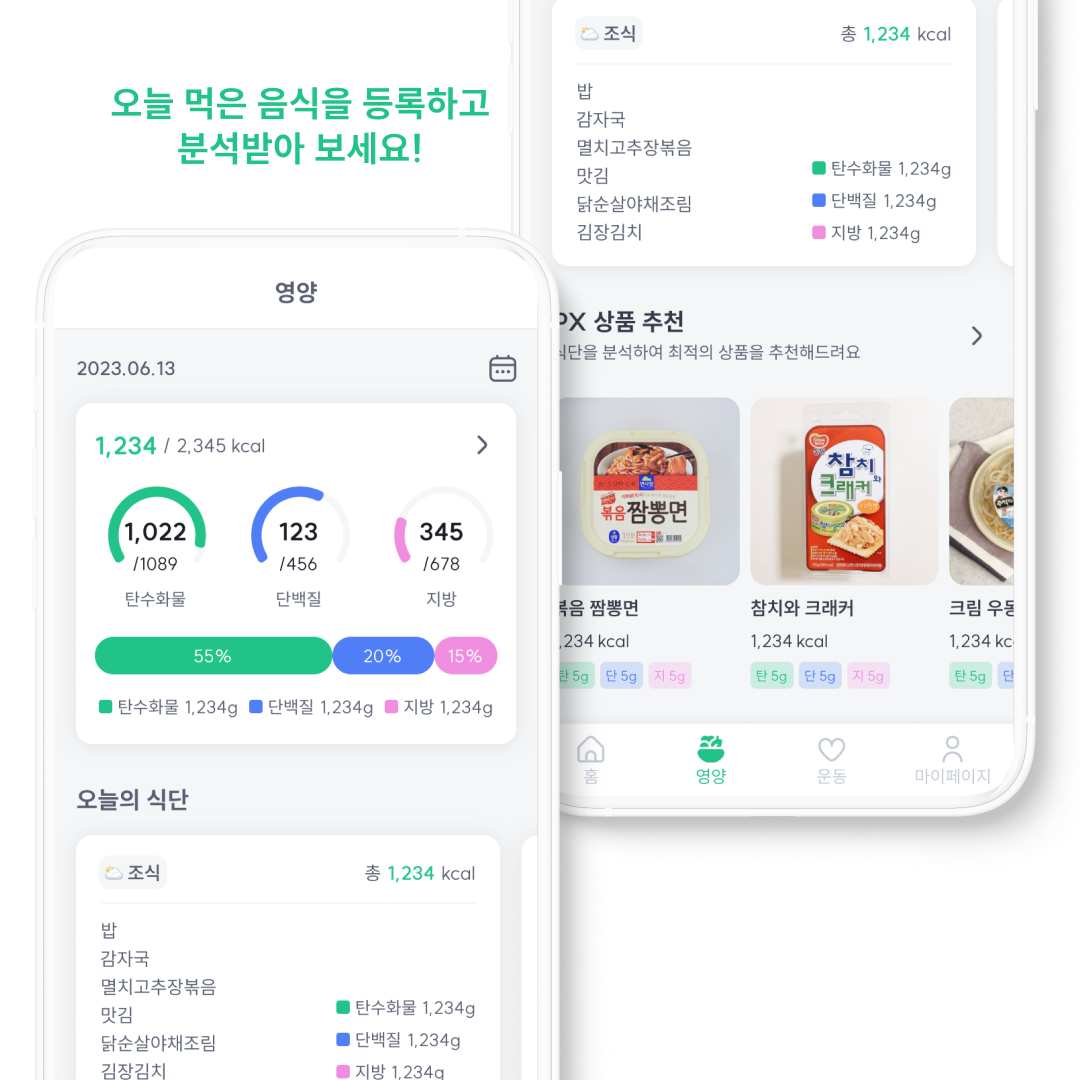 오늘 먹은 음식을 등록하고
분석받아 보세요!
영양
2023.06.13
1,234 / 2,345 kcal
1,022
/1089
탄수화물
123
/456
단백질
345
/678
지방
55%
20%
15%
탄수화물 1,234g
단백질 1,234g
지방 1,234g
오늘의 식단
조식
총 1,234 kcal
밥
감자국
멸치고추장볶음
맛김
닭순살야채조림
김장김치
탄수화물 1,234g
단백질 1,234g
지방 1,234g
조식
총 1,234 kcal
밥
감자국
멸치고추장볶음
맛김
닭순살야채조림
김장김치
탄수화물 1,234g
단백질 1,234g
지방 1,234g
PX 상품 추천
식단을 분석하여 최적의 상품을 추천해드려요
볶음 짬뽕면
참치와 크래커
볶음 짬뽕면
,234 kcal
탄 5g
단 5g
지 5g
참치와 크래커
1,234 kcal
탄 5g
단 5g
지 5g
크림 우동
1,234 kc
탄 5g
단
홈
영양
운동
마이페이지